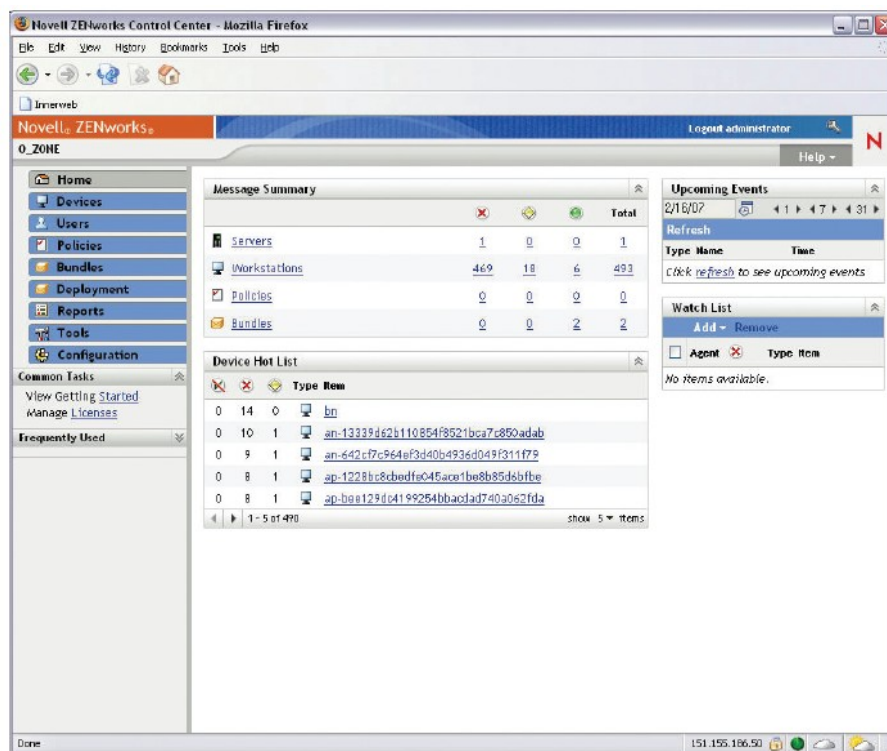 Novell ZENworks Control Center - Mozilla Firefox
File Edit View History Bookmarks Tools Help
Innerweb
Novell® ZENworks®
Logout administrator
N
0_ZONE
Help
Home
Devices
Users
Policies
Bundles
Deployment
Reports
Tools
Configuration
Common Tasks
View Getting Started
Manage Licenses
Frequently Used
Message Summary
Total
Servers 1 0 0 1
Workstations 469 18 6 493
Policies 0 0 0 0
Bundles 0 0 2 2
Device Hot List
Type Item
0 14 0 bn
0 10 1 an-13339d62b110854f8521bca7c850adab
0 9 1 an-642cf7c964ef3d40b4936d049f311f79
0 8 1 ap-1228bc8cbedfe045ace1be8b85d6bfbe
0 8 1 ap-bee129dc4199254bbacdad740a062fda
1 - 5 of 490 show 5 items
Upcoming Events
2/16/07 1 7 31
Refresh
Type Name Time
Click refresh to see upcoming events
Watch List
Add Remove
Agent Type Item
No items available.
Done
151.155.186.50